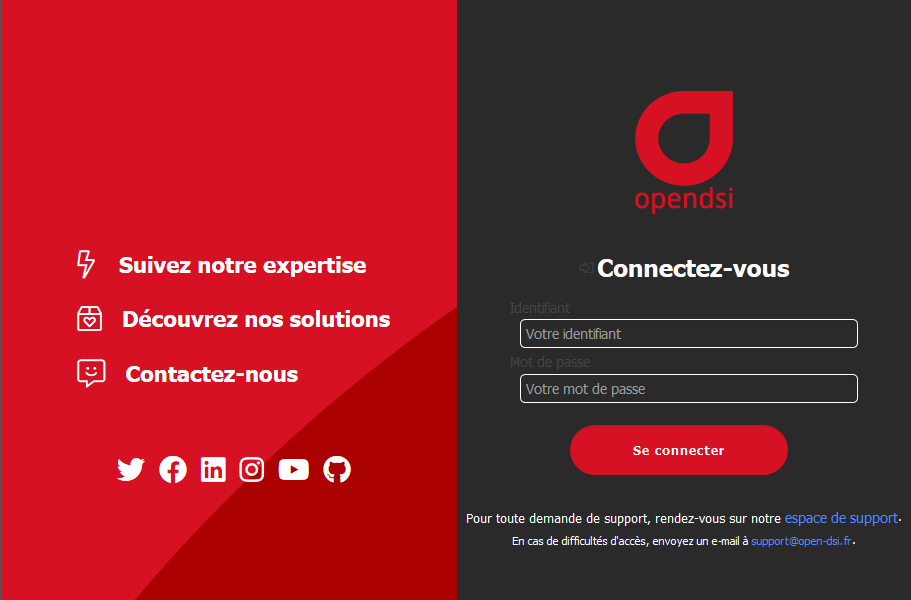 Suivez notre expertise
Découvrez nos solutions
Contactez-nous
opendsi
Connectez-vous
Identifiant
Votre identifiant
Mot de passe
Votre mot de passe
Se connecter
Pour toute demande de support, rendez-vous sur notre espace de support.
En cas de difficultés d'accès, envoyez un e-mail à support@open-dsi.fr.